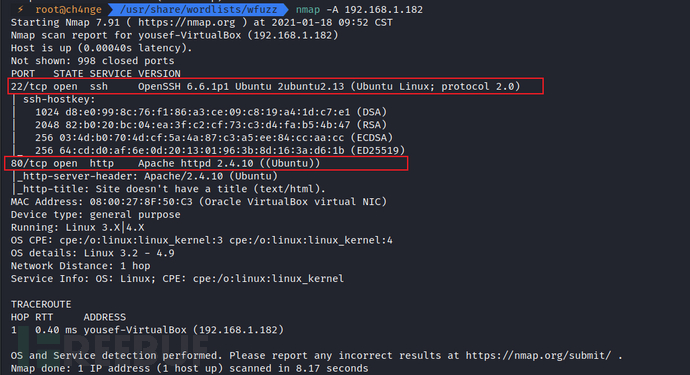 ⚡ root@ch4nge /usr/share/wordlists/wfuzz nmap -A 192.168.1.182
Starting Nmap 7.91 ( https://nmap.org ) at 2021-01-18 09:52 CST
Nmap scan report for yousef-VirtualBox (192.168.1.182)
Host is up (0.00040s latency).
Not shown: 998 closed ports
PORT   STATE SERVICE VERSION
22/tcp open  ssh     OpenSSH 6.6.1p1 Ubuntu 2ubuntu2.13 (Ubuntu Linux; protocol 2.0)
| ssh-hostkey:
|   1024 d8:e0:99:8c:76:f1:86:a3:ce:09:c8:19:a4:1d:c7:e1 (DSA)
|   2048 82:b0:20:bc:04:ea:3f:c2:cf:73:c3:d4:fa:b5:4b:47 (RSA)
|   256 03:4d:b0:70:4d:cf:5a:4a:87:c3:a5:ee:84:cc:aa:cc (ECDSA)
|_  256 64:cd:d0:af:6e:0d:20:13:01:96:3b:8d:16:3a:d6:1b (ED25519)
80/tcp open  http    Apache httpd 2.4.10 ((Ubuntu))
|_http-server-header: Apache/2.4.10 (Ubuntu)
|_http-title: Site doesn't have a title (text/html).
MAC Address: 08:00:27:8F:50:C3 (Oracle VirtualBox virtual NIC)
Device type: general purpose
Running: Linux 3.X|4.X
OS CPE: cpe:/o:linux:linux_kernel:3 cpe:/o:linux:linux_kernel:4
OS details: Linux 3.2 - 4.9
Network Distance: 1 hop
Service Info: OS: Linux; CPE: cpe:/o:linux:linux_kernel
TRACEROUTE
HOP RTT     ADDRESS
1   0.40 ms yousef-VirtualBox (192.168.1.182)
OS and Service detection performed. Please report any incorrect results at https://nmap.org/submit/ .
Nmap done: 1 IP address (1 host up) scanned in 8.17 seconds
REEBUF